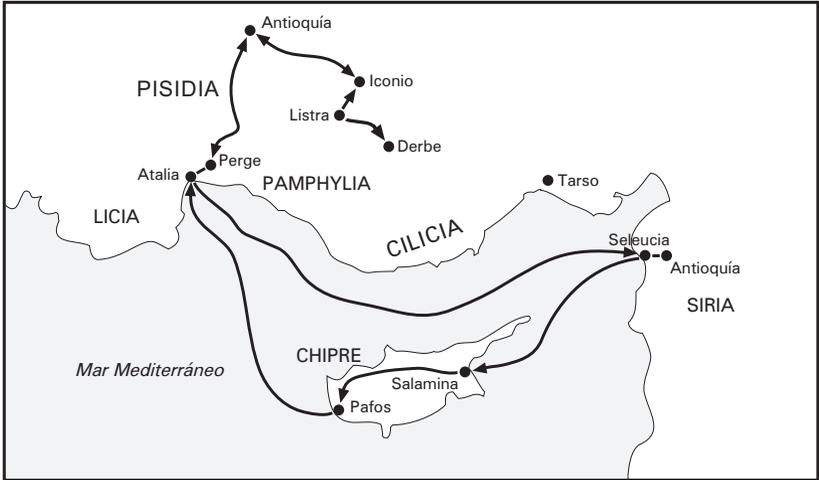 Antioquía
PISIDIA
Iconio
Listra
Derbe
Perge
Atalia
PAMPHYLIA
Tarso
LICIA
CILICIA
Seleucia
Antioquía
SIRIA
CHIPRE
Mar Mediterráneo
Salamina
Pafos